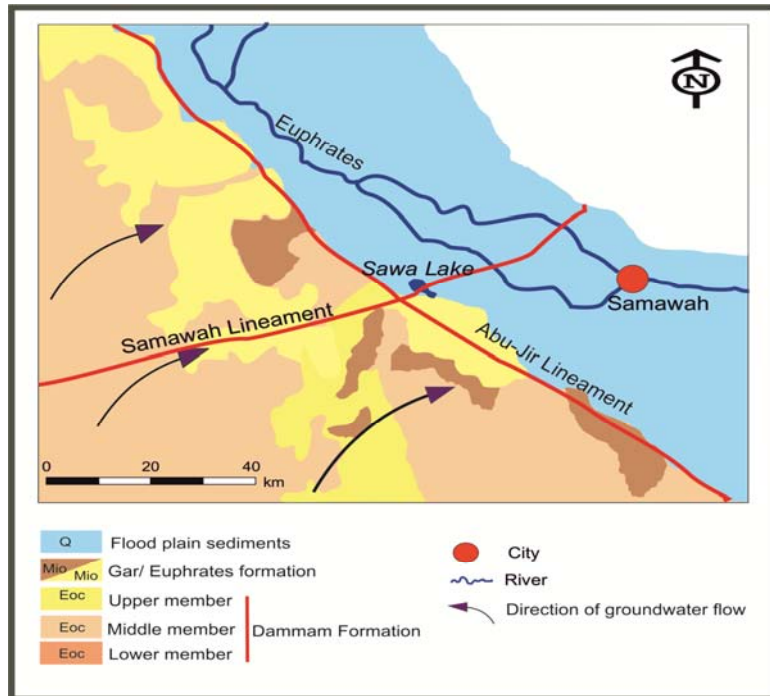 N
Euphrates
Sawa Lake
Samawah
Samawah Lineament
Abu-Jir Lineament
0 20 40
km
Q Flood plain sediments
Mio Mio Gar/ Euphrates formation
Eoc Upper member
Eoc Middle member
Eoc Lower member
Dammam Formation
City
River
Direction of groundwater flow